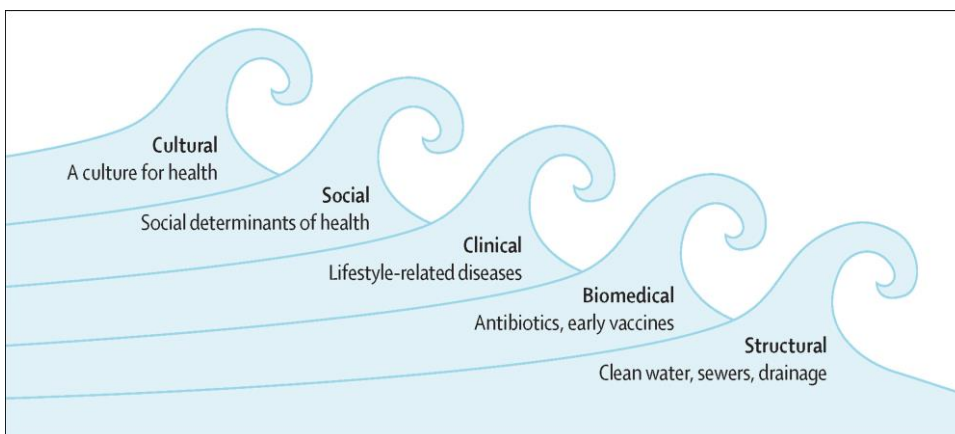 Cultural
A culture for health
Social
Social determinants of health
Clinical
Lifestyle-related diseases
Biomedical
Antibiotics, early vaccines
Structural
Clean water, sewers, drainage